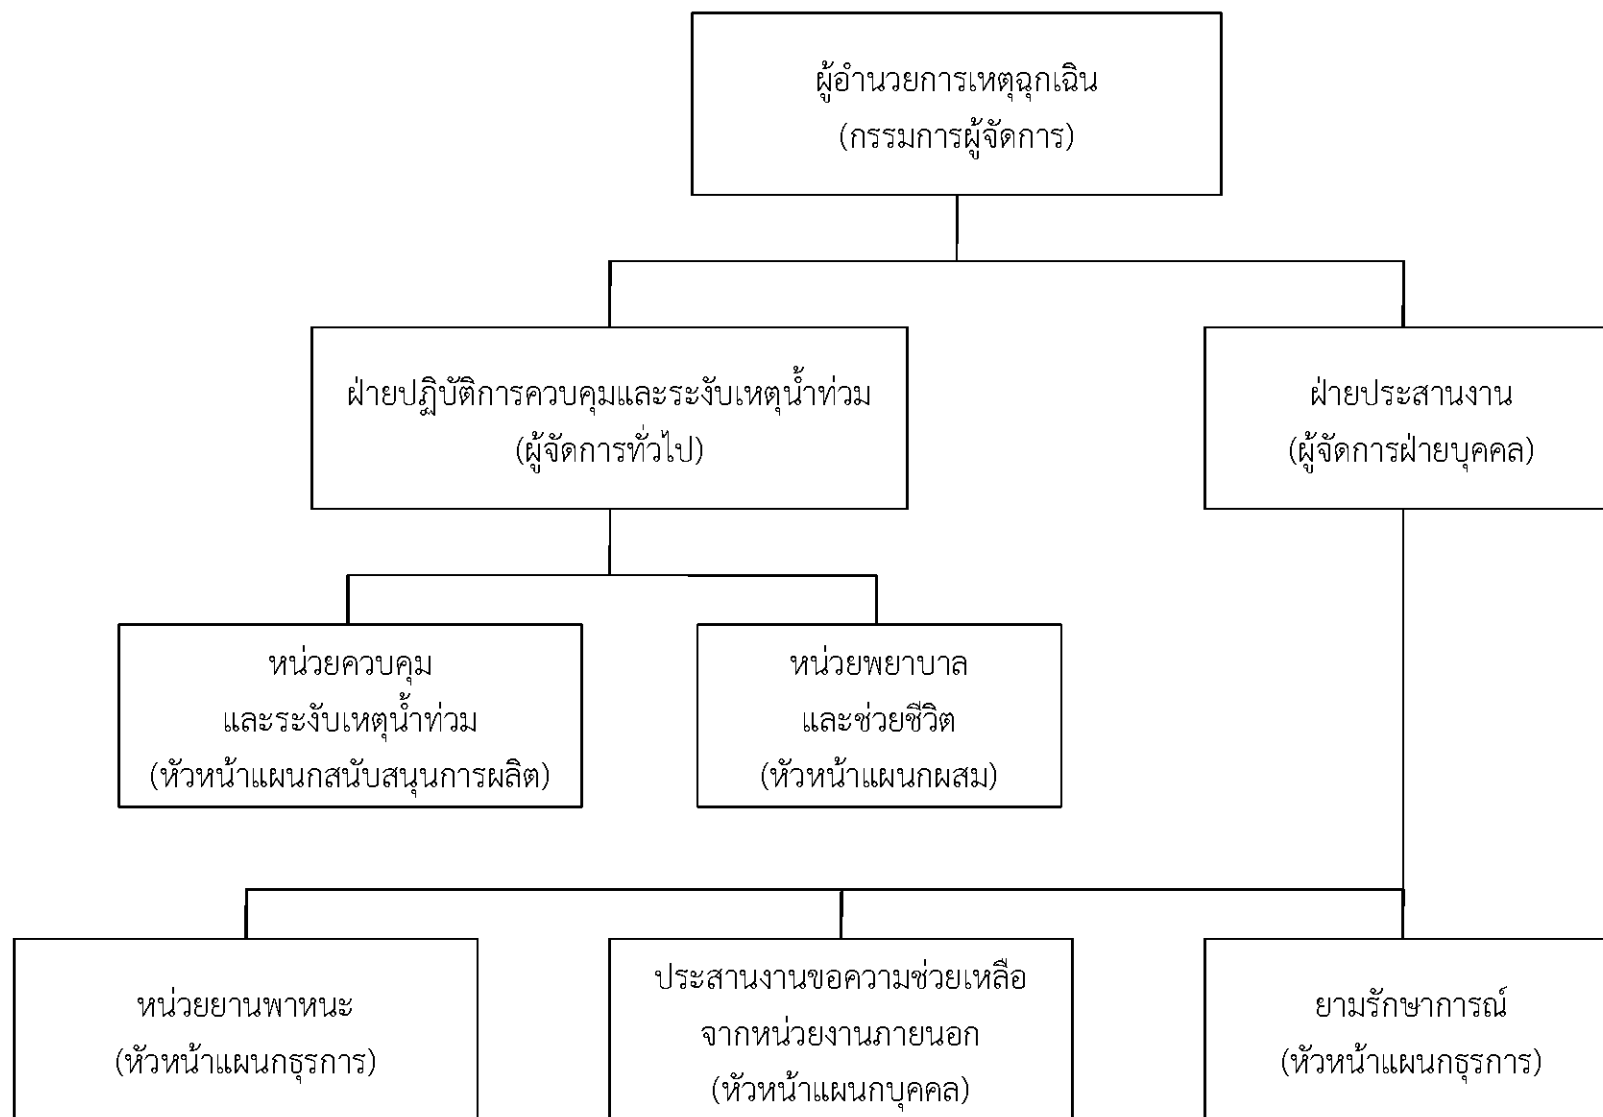 ผู้อำนวยการเหตุฉุกเฉิน
(กรรมการผู้จัดการ)
ฝ่ายปฏิบัติการควบคุมและระงับเหตุน้ำท่วม
(ผู้จัดการทั่วไป)
ฝ่ายประสานงาน
(ผู้จัดการฝ่ายบุคคล)
หน่วยควบคุม
และระงับเหตุน้ำท่วม
(หัวหน้าแผนกสนับสนุนการผลิต)
หน่วยพยาบาล
และช่วยชีวิต
(หัวหน้าแผนกผสม)
หน่วยยานพาหนะ
(หัวหน้าแผนกธุรการ)
ประสานงานขอความช่วยเหลือ
จากหน่วยงานภายนอก
(หัวหน้าแผนกบุคคล)
ยามรักษาการณ์
(หัวหน้าแผนกธุรการ)